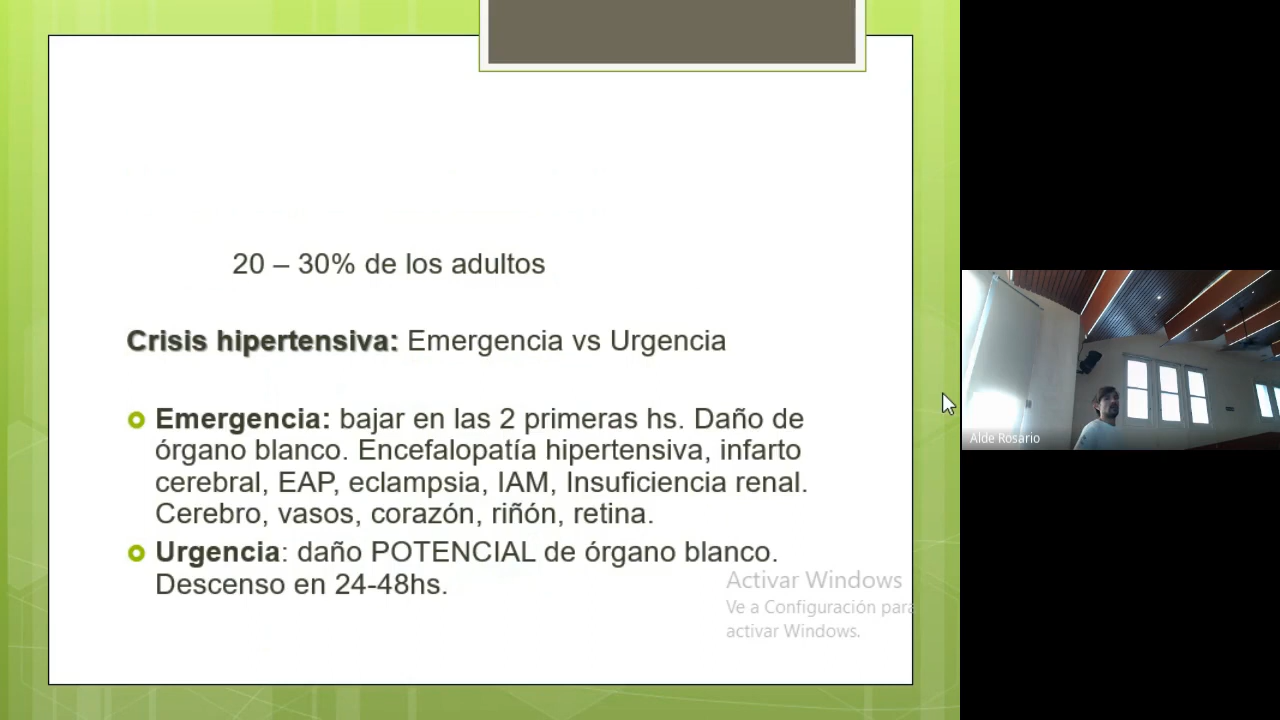 20 – 30% de los adultos
Crisis hipertensiva: Emergencia vs Urgencia
Emergencia: bajar en las 2 primeras hs. Daño de
órgano blanco. Encefalopatía hipertensiva, infarto
cerebral, EAP, eclampsia, IAM, Insuficiencia renal.
Cerebro, vasos, corazón, riñón, retina.
Urgencia: daño POTENCIAL de órgano blanco.
Descenso en 24-48hs.
Activar Windows
Ve a Configuración para
activar Windows.
Alde Rosario